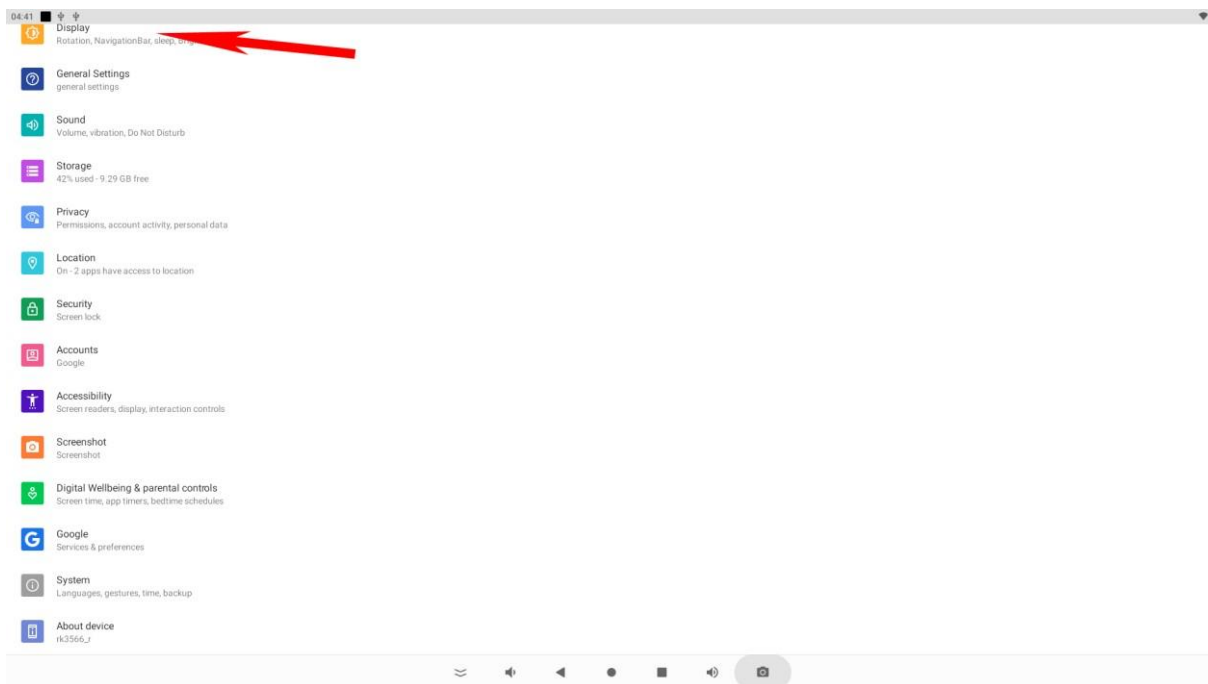 04:41
Display
Rotation, NavigationBar, sleep,
General Settings
general settings
Sound
Volume, vibration, Do Not Disturb
Storage
42% used - 9.29 GB free
Privacy
Permissions, account activity, personal data
Location
On - 2 apps have access to location
Security
Screen lock
Accounts
Google
Accessibility
Screen readers, display, interaction controls
Screenshot
Screenshot
Digital Wellbeing & parental controls
Screen time, app timers, bedtime schedules
Google
Services & preferences
System
Languages, gestures, time, backup
About device
rk3566_r